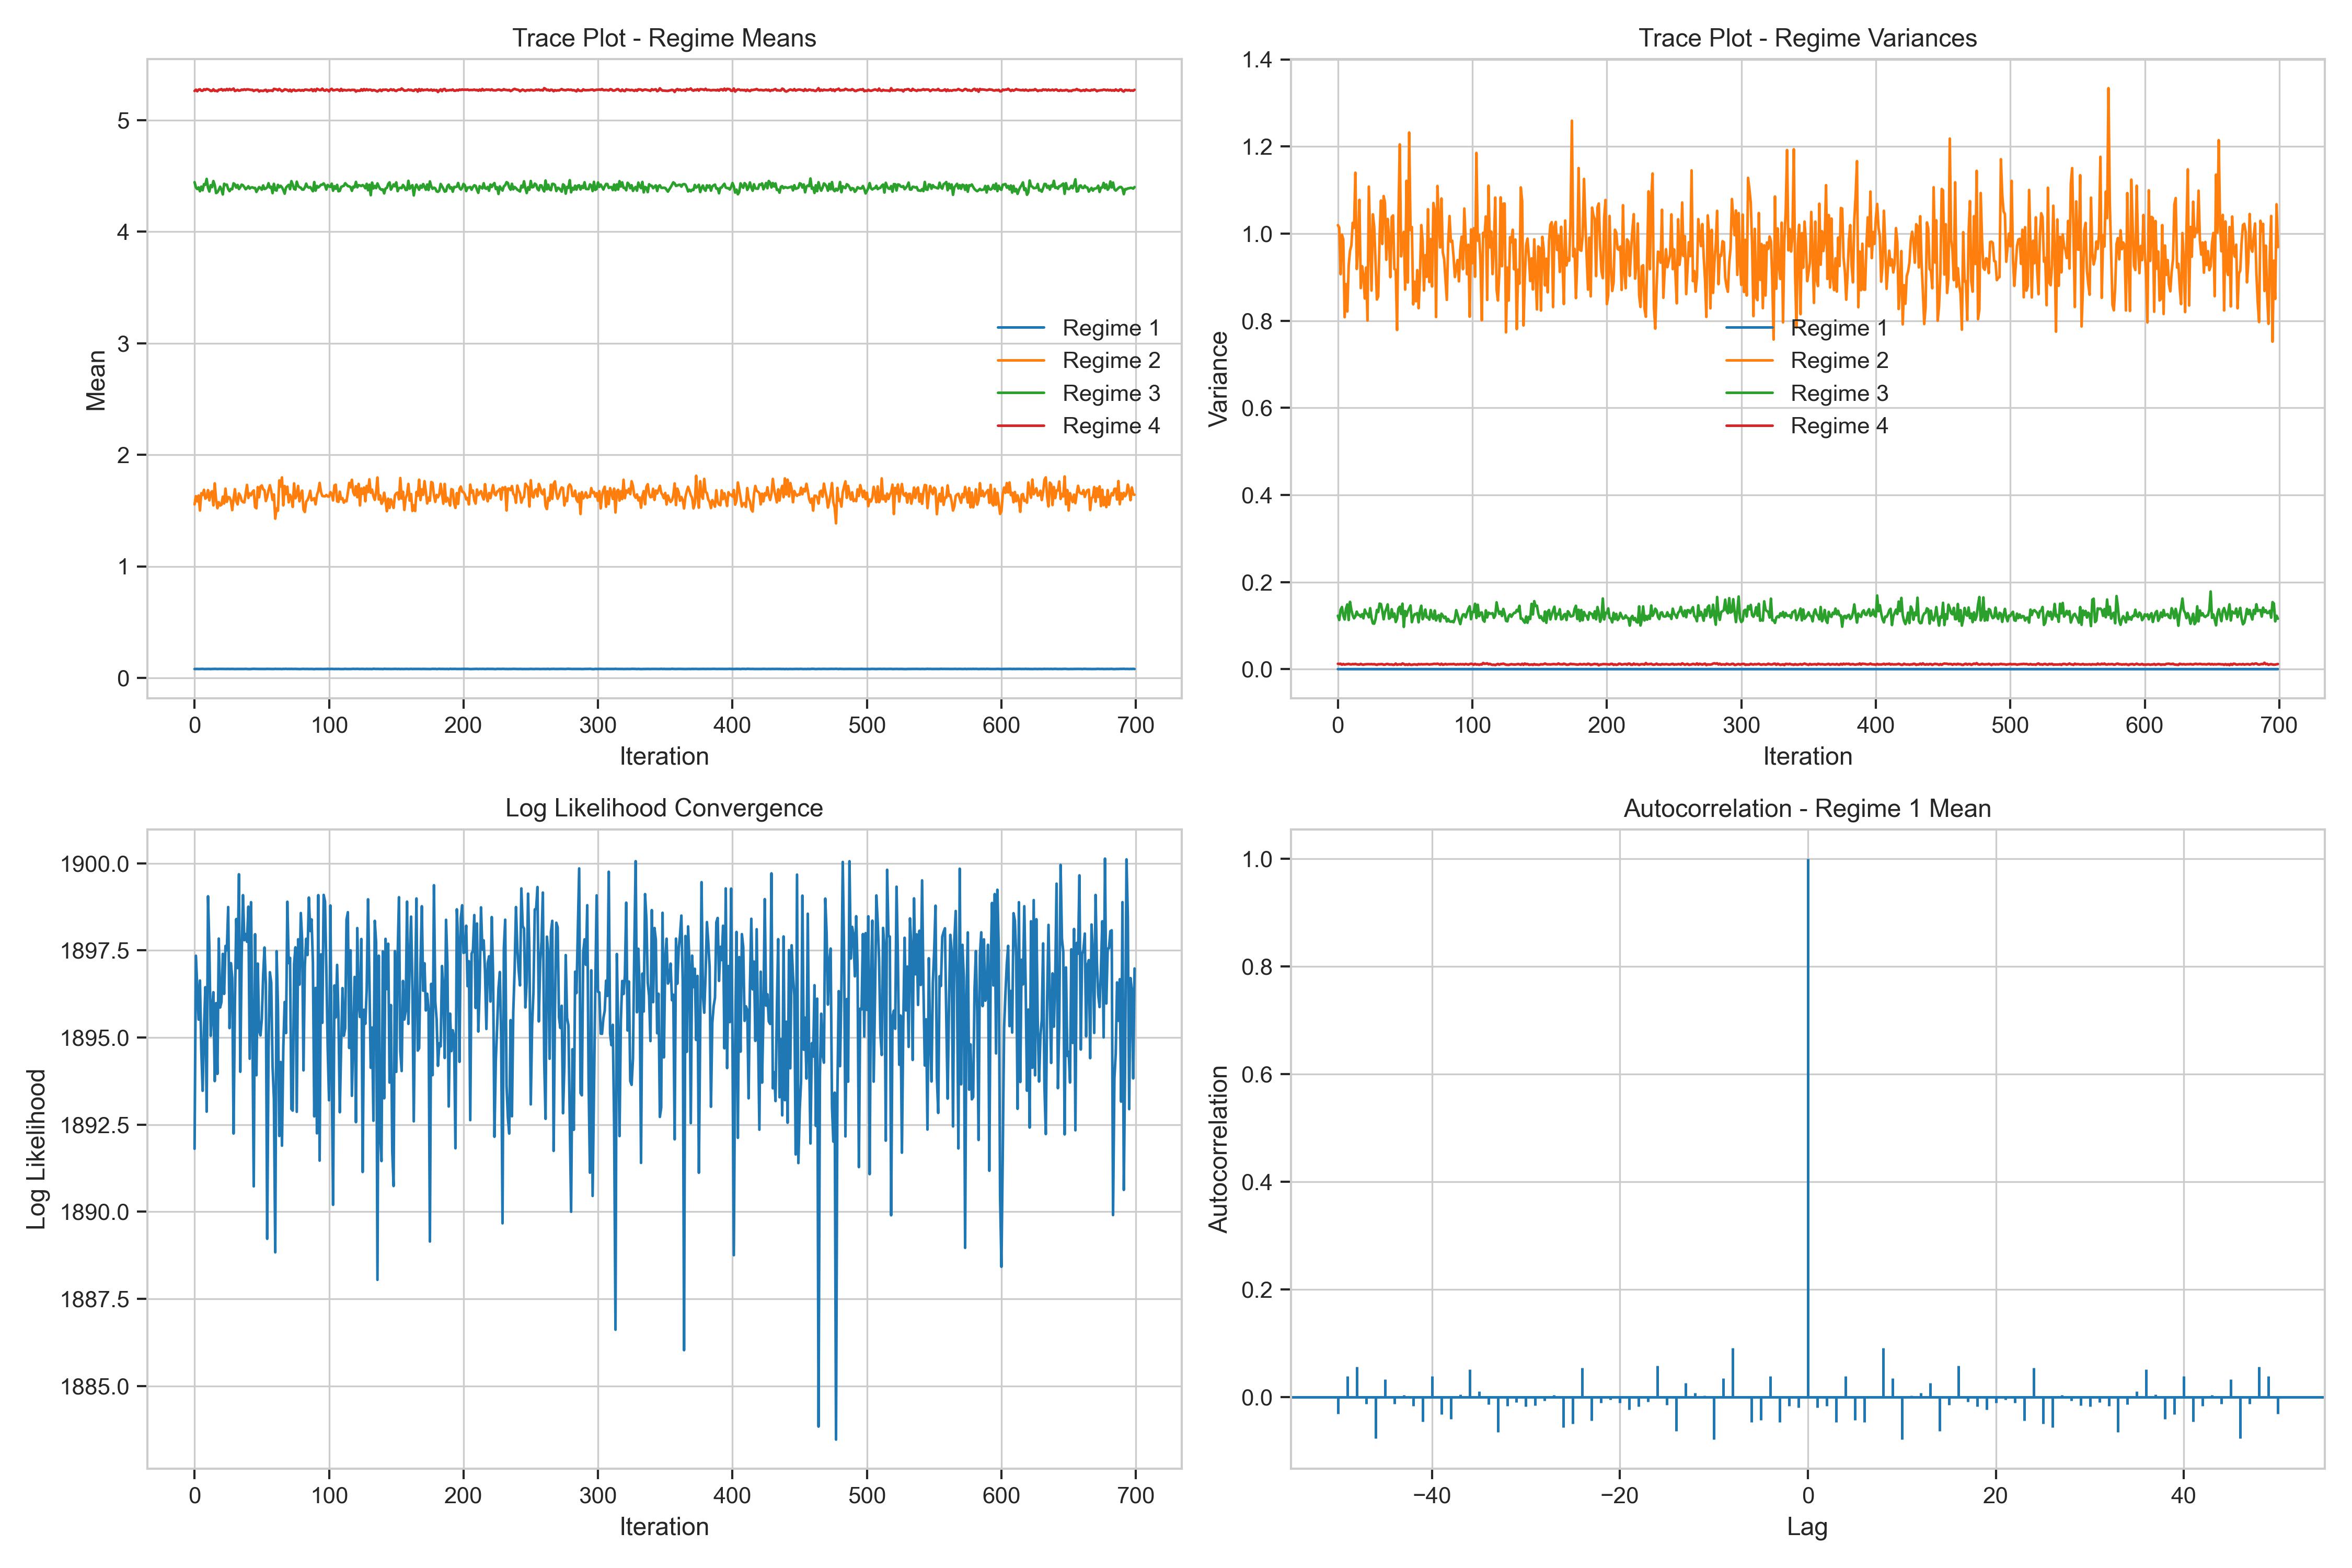 Trace Plot - Regime Means
Mean
5
4
3
2
1
0
Regime 1
Regime 2
Regime 3
Regime 4
0 100 200 300 400 500 600 700
Iteration
Trace Plot - Regime Variances
Variance
1.4
1.2
1.0
0.8
0.6
0.4
0.2
0.0
Regime 1
Regime 2
Regime 3
Regime 4
0 100 200 300 400 500 600 700
Iteration
Log Likelihood Convergence
Log Likelihood
1900.0
1897.5
1895.0
1892.5
1890.0
1887.5
1885.0
0 100 200 300 400 500 600 700
Iteration
Autocorrelation - Regime 1 Mean
Autocorrelation
1.0
0.8
0.6
0.4
0.2
0.0
−40 −20 0 20 40
Lag